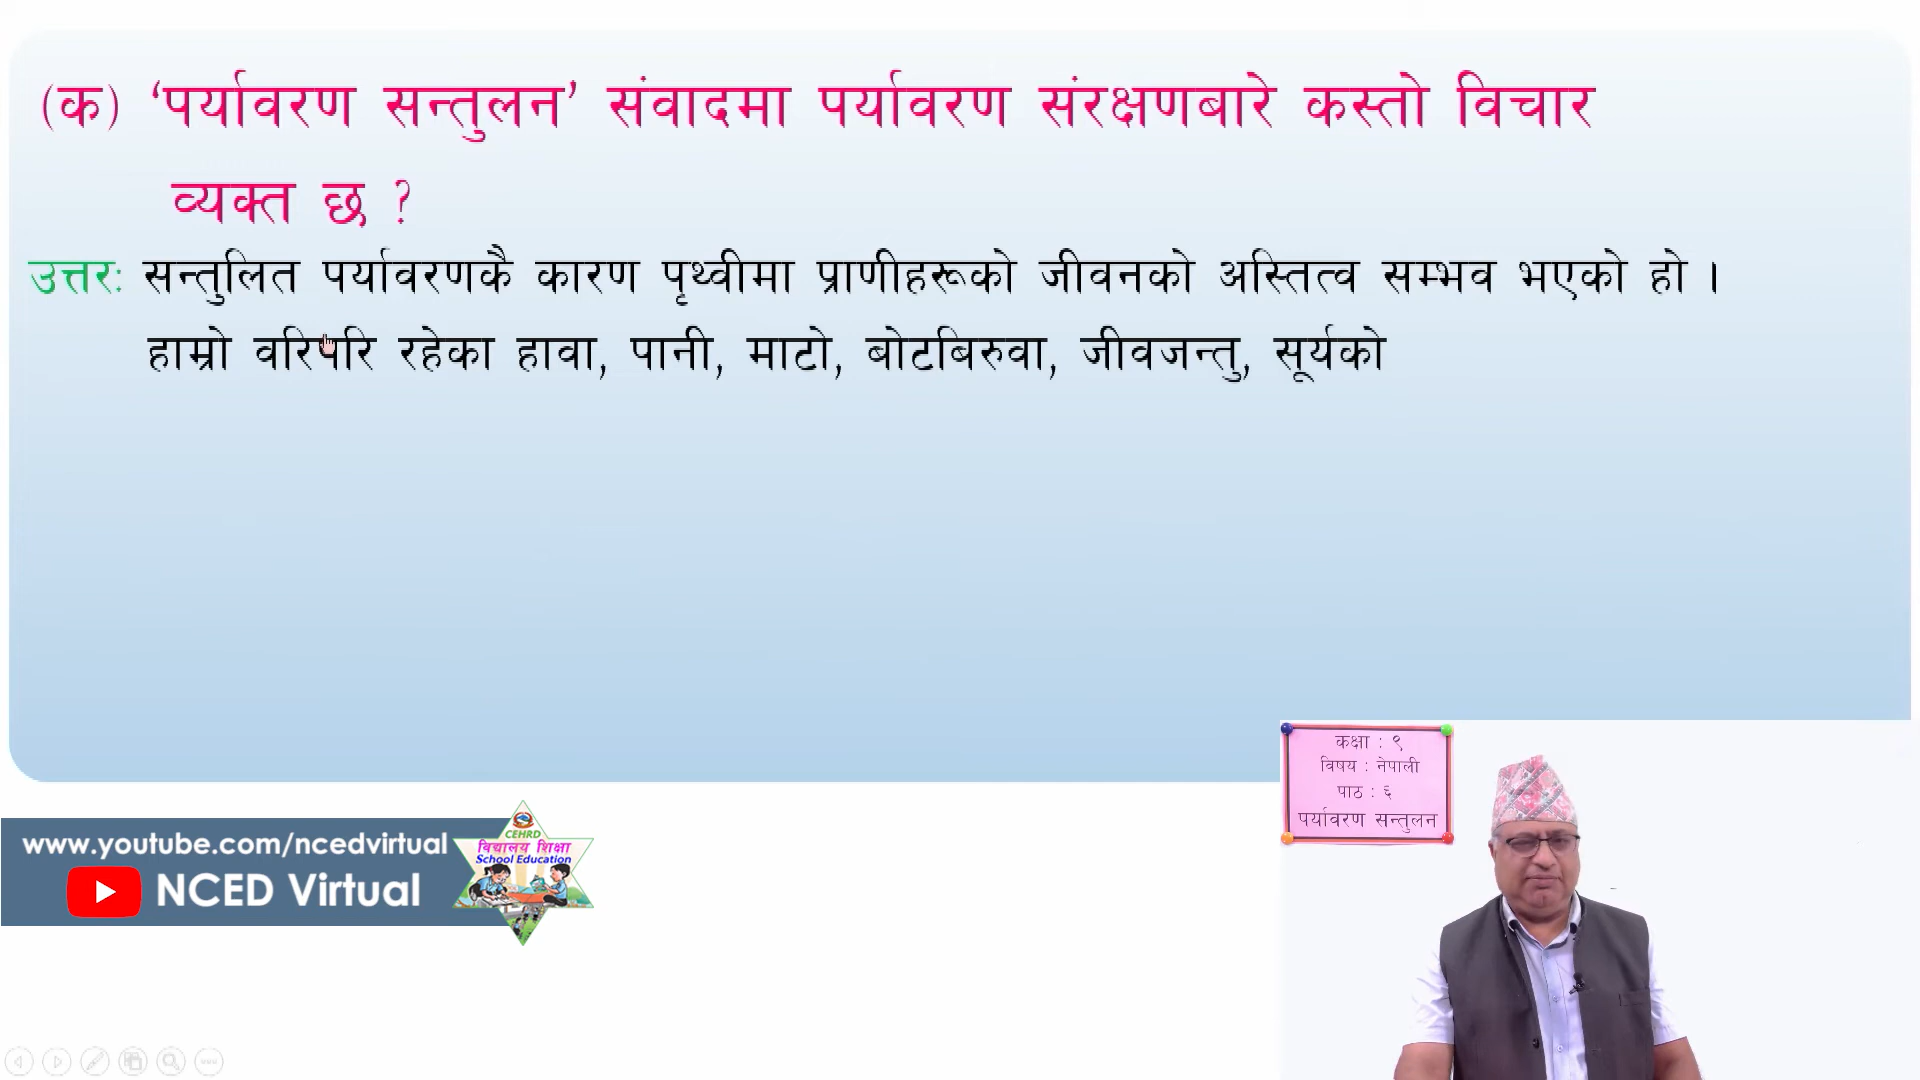 (क) ‘पर्यावरण सन्तुलन’ संवादमा पर्यावरण संरक्षणबारे कस्तो विचार
व्यक्त छ ?
उत्तरः सन्तुलित पर्यावरणकै कारण पृथ्वीमा प्राणीहरूको जीवनको अस्तित्व सम्भव भएको हो ।
हाम्रो वरिपरि रहेका हावा, पानी, माटो, बोटबिरुवा, जीवजन्तु, सूर्यको
कक्षा : ९
विषय : नेपाली
पाठ : ६
पर्यावरण सन्तुलन
www.youtube.com/ncedvirtual
NCED Virtual
CEHRD
विद्यालय शिक्षा
School Education